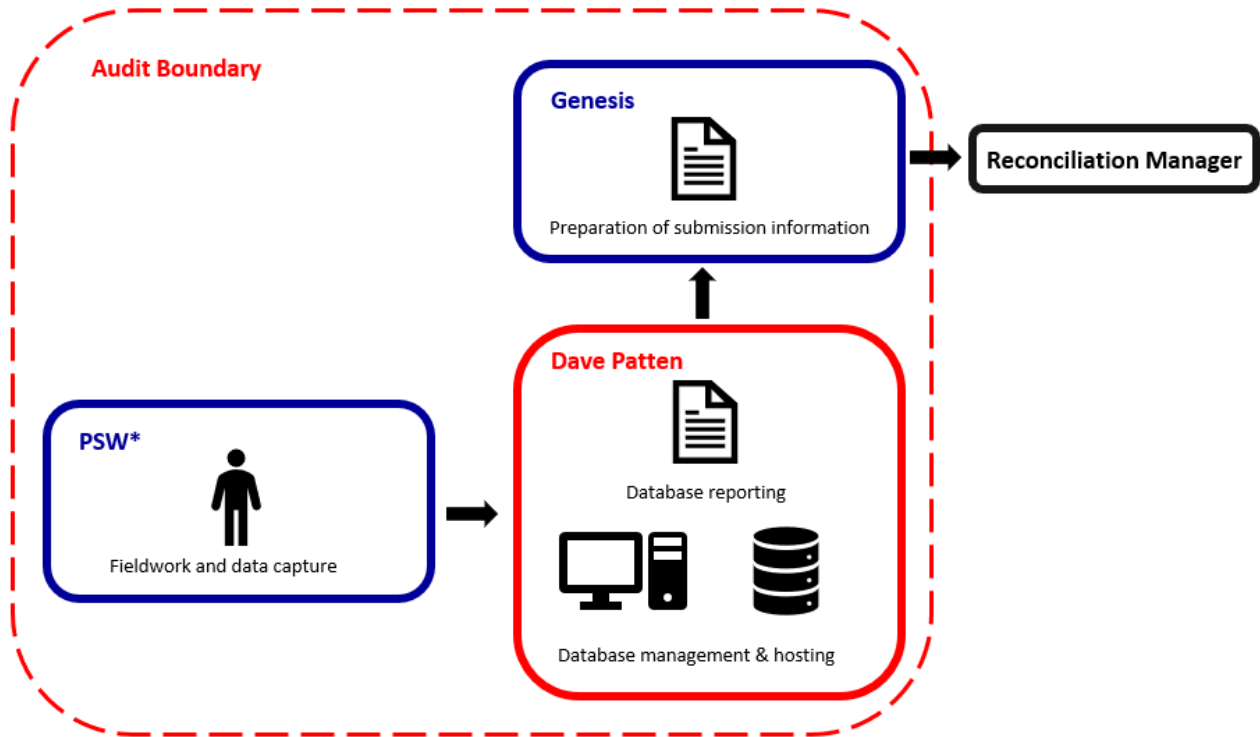 Audit Boundary
Genesis
Preparation of submission information
Reconciliation Manager
Dave Patten
Database reporting
Database management & hosting
PSW*
Fieldwork and data capture